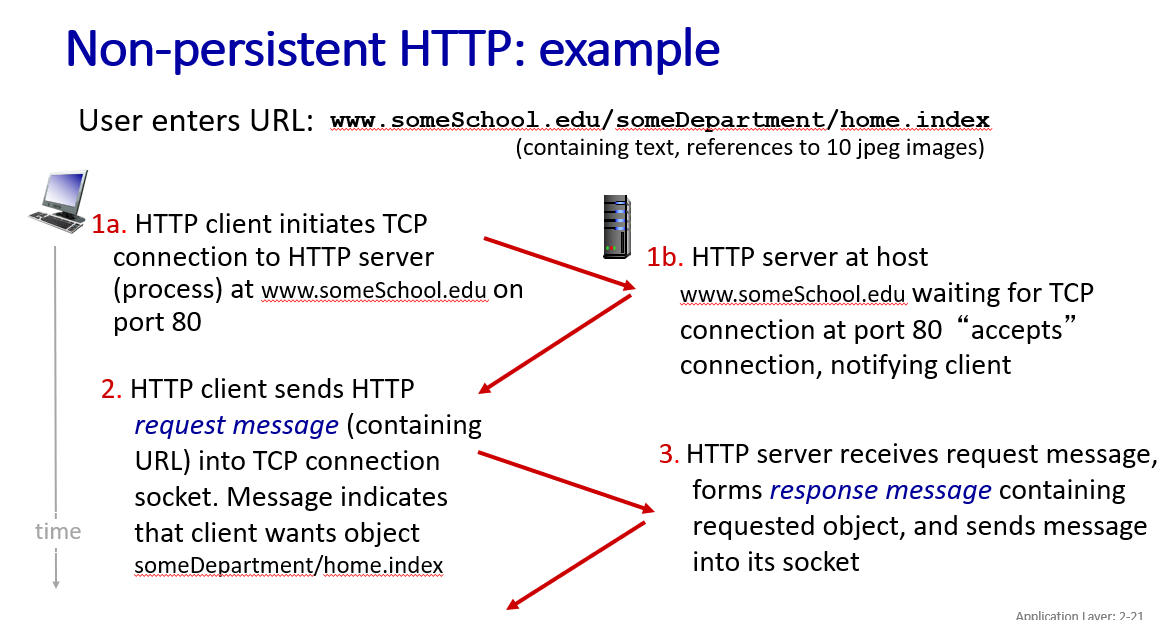 Non-persistent HTTP: example
User enters URL: www.someSchool.edu/someDepartment/home.index
(containing text, references to 10 jpeg images)
1a. HTTP client initiates TCP
connection to HTTP server
(process) at www.someSchool.edu on
port 80
1b. HTTP server at host
www.someSchool.edu waiting for TCP
connection at port 80 “accepts”
connection, notifying client
2. HTTP client sends HTTP
request message (containing
URL) into TCP connection
socket. Message indicates
that client wants object
someDepartment/home.index
3. HTTP server receives request message,
forms response message containing
requested object, and sends message
into its socket
time
Application Layer: 2-21